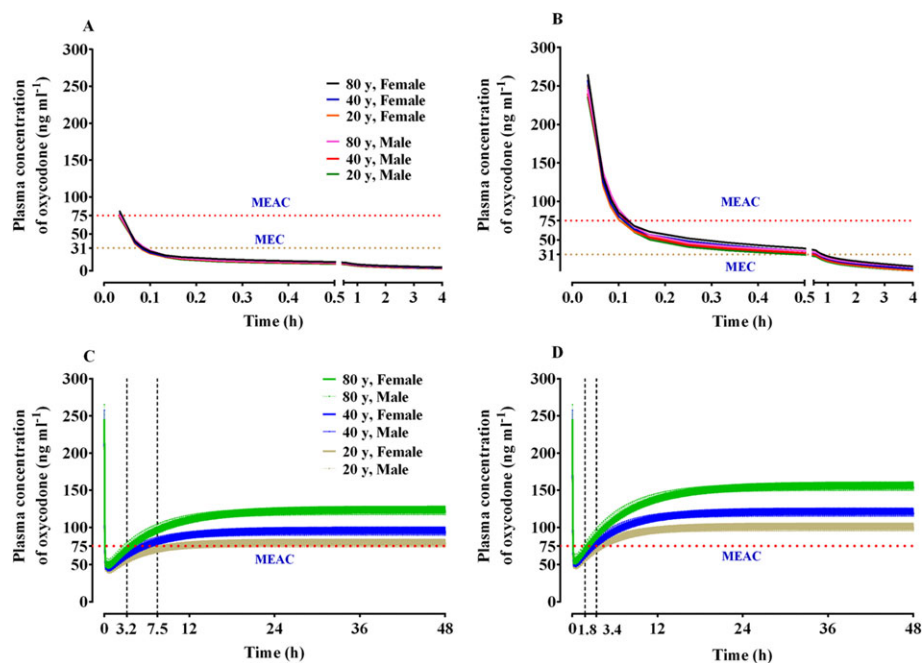 A
Plasma concentration
of oxycodone (ng ml⁻¹)
300
250
200
150
100
75
50
31
0
80 y, Female
40 y, Female
20 y, Female
80 y, Male
40 y, Male
20 y, Male
MEAC
MEC
0.0 0.1 0.2 0.3 0.4 0.5 1 2 3 4
Time (h)
B
Plasma concentration
of oxycodone (ng ml⁻¹)
300
250
200
150
100
75
50
31
0
MEAC
MEC
0.0 0.1 0.2 0.3 0.4 0.5 1 2 3 4
Time (h)
C
Plasma concentration
of oxycodone (ng ml⁻¹)
300
250
200
150
100
75
50
0
80 y, Female
80 y, Male
40 y, Female
40 y, Male
20 y, Female
20 y, Male
MEAC
0 3.2 7.5 12 24 36 48
Time (h)
D
Plasma concentration
of oxycodone (ng ml⁻¹)
300
250
200
150
100
75
50
0
MEAC
0 1.8 3.4 12 24 36 48
Time (h)